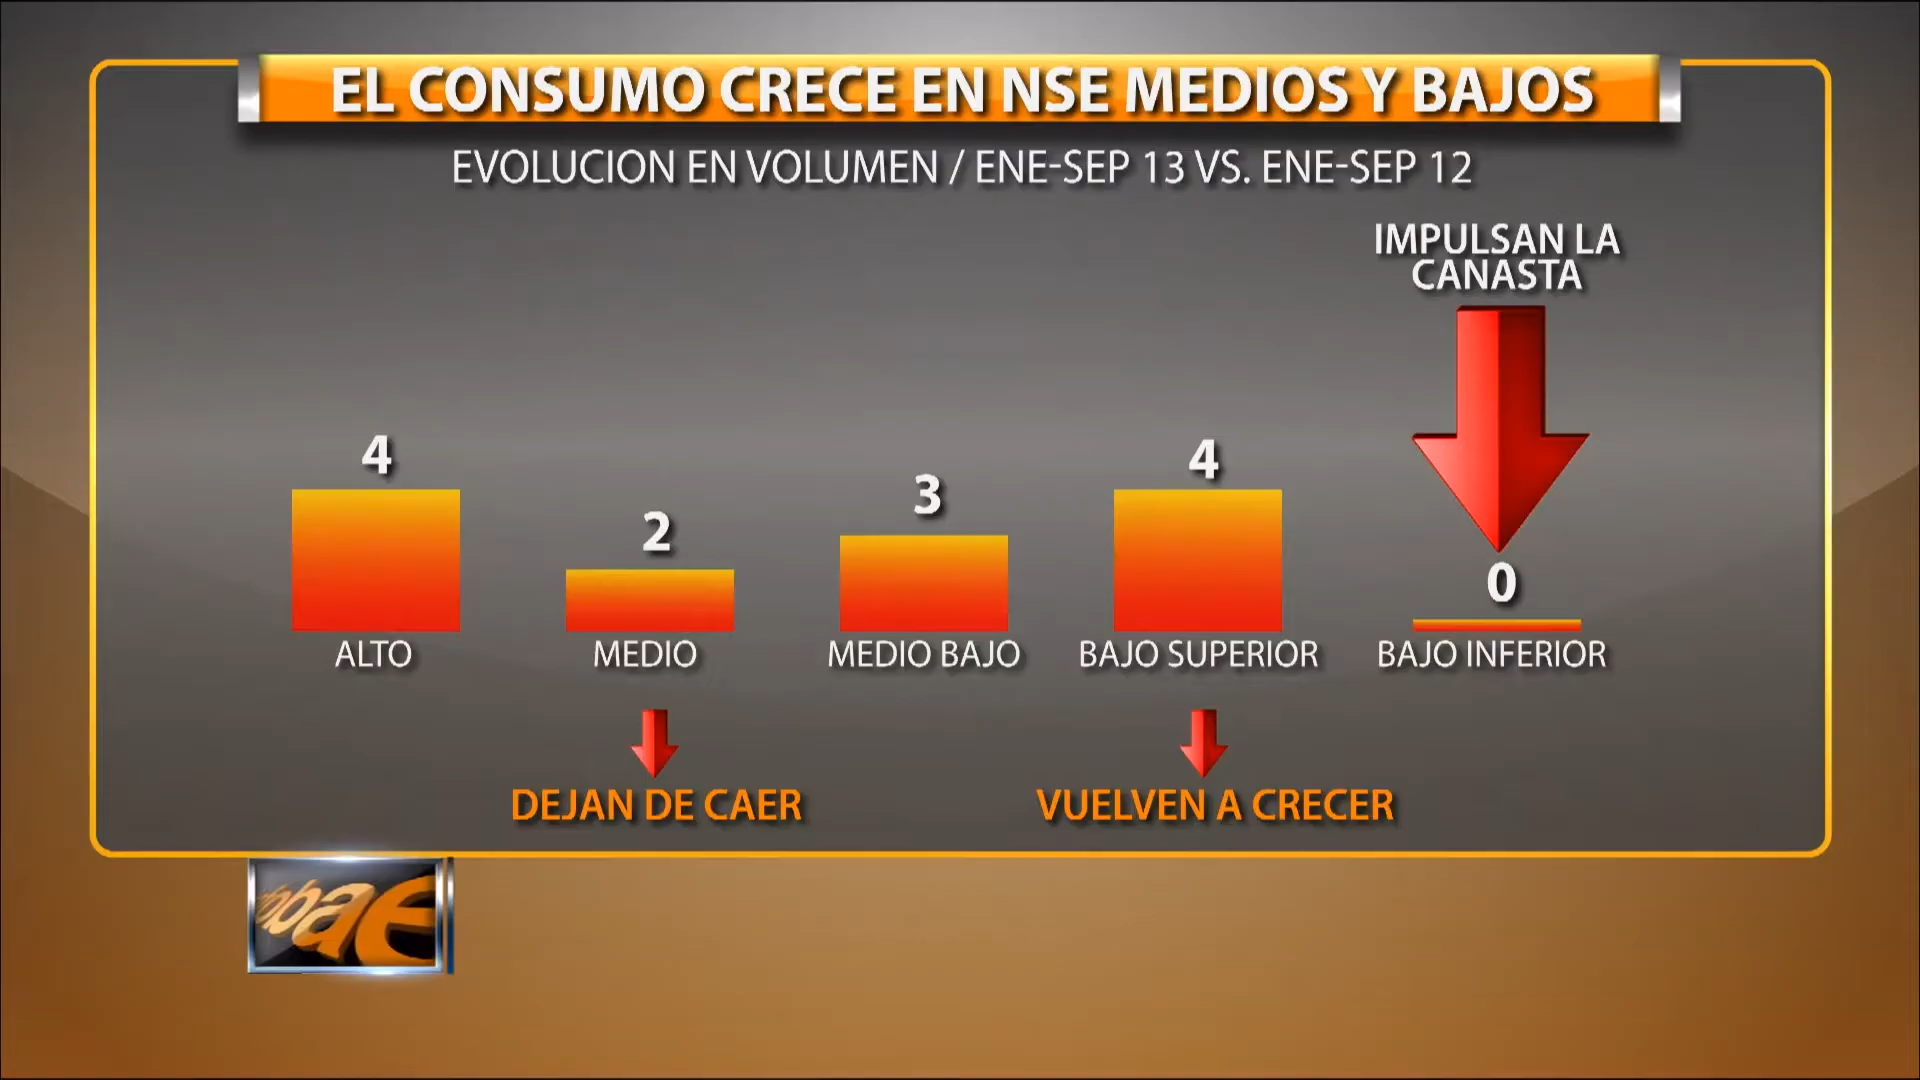 EL CONSUMO CRECE EN NSE MEDIOS Y BAJOS
EVOLUCION EN VOLUMEN / ENE-SEP 13 VS. ENE-SEP 12
IMPULSAN LA
CANASTA
4
2
3
4
0
ALTO
MEDIO
MEDIO BAJO
BAJO SUPERIOR
BAJO INFERIOR
DEJAN DE CAER
VUELVEN A CRECER